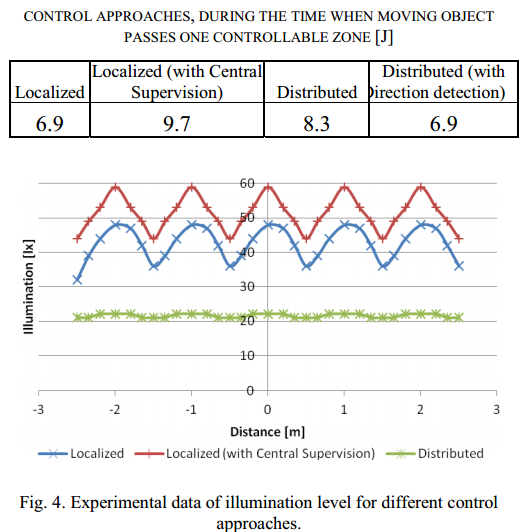 CONTROL APPROACHES, DURING THE TIME WHEN MOVING OBJECT
PASSES ONE CONTROLLABLE ZONE [J]
Localized Localized (with Central Supervision) Distributed Distributed (with Direction detection)
6.9 9.7 8.3 6.9
60
50
40
30
20
10
0
Illumination [lx]
-3 -2 -1 0 1 2 3
Distance [m]
Localized Localized (with Central Supervision) Distributed
Fig. 4. Experimental data of illumination level for different control
approaches.